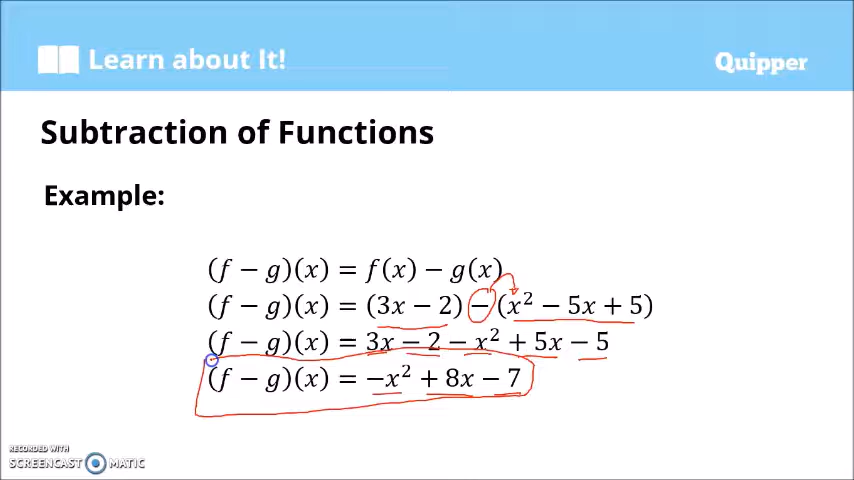 Learn about It!
Quipper
Subtraction of Functions
Example:
(f − g)(x) = f(x) − g(x)
(f − g)(x) = (3x − 2) − (x² − 5x + 5)
(f − g)(x) = 3x − 2 − x² + 5x − 5
(f − g)(x) = −x² + 8x − 7
RECORDED WITH
SCREENCAST MATIC